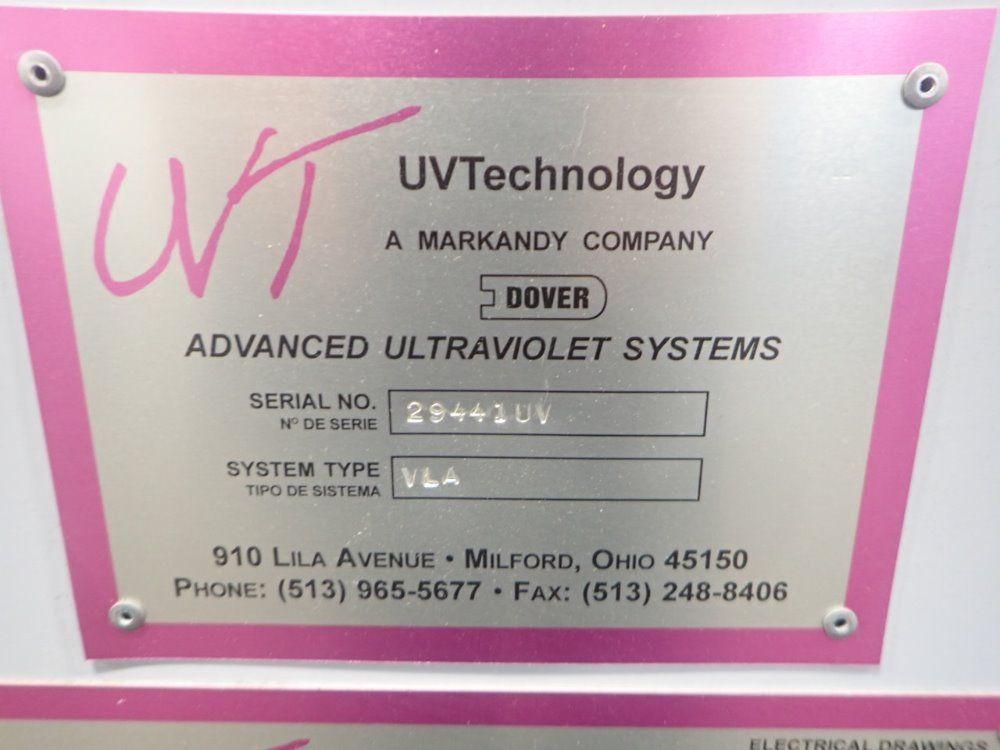 UVT
UVTechnology
A MARKANDY COMPANY
DOVER
ADVANCED ULTRAVIOLET SYSTEMS
SERIAL NO. 29441UV
Nº DE SERIE
SYSTEM TYPE VLA
TIPO DE SISTEMA
910 LILA AVENUE • MILFORD, OHIO 45150
PHONE: (513) 965-5677 • FAX: (513) 248-8406
ELECTRICAL DRAWINGS